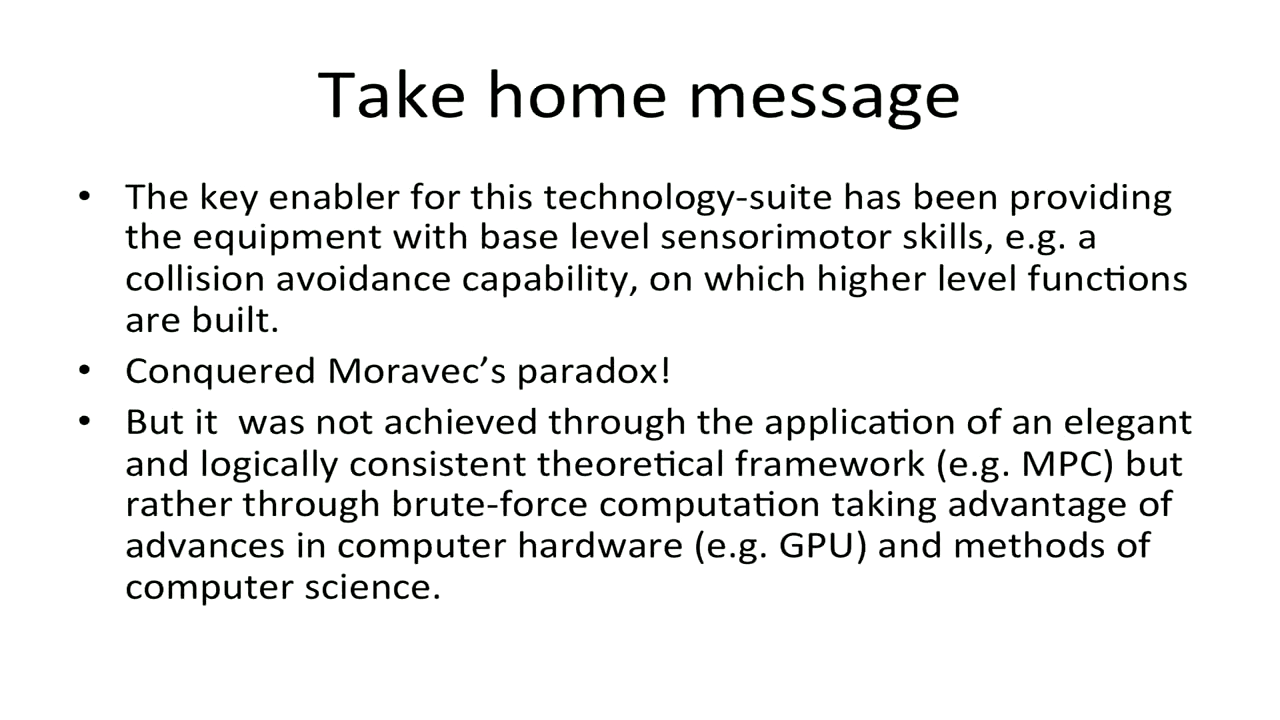 Take home message
• The key enabler for this technology-suite has been providing
the equipment with base level sensorimotor skills, e.g. a
collision avoidance capability, on which higher level functions
are built.
• Conquered Moravec’s paradox!
• But it  was not achieved through the application of an elegant
and logically consistent theoretical framework (e.g. MPC) but
rather through brute-force computation taking advantage of
advances in computer hardware (e.g. GPU) and methods of
computer science.